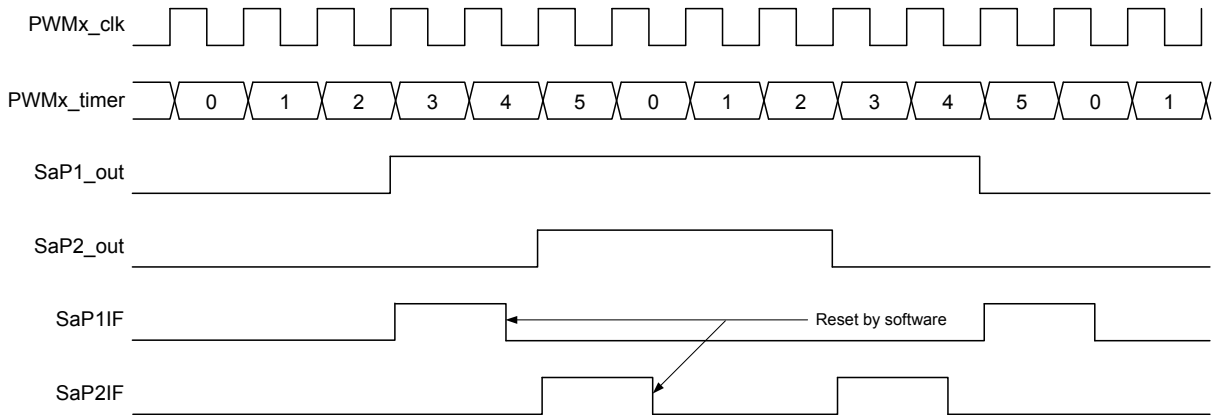 PWMx_clk
PWMx_timer 0 1 2 3 4 5 0 1 2 3 4 5 0 1
SaP1_out
SaP2_out
SaP1IF
Reset by software
SaP2IF